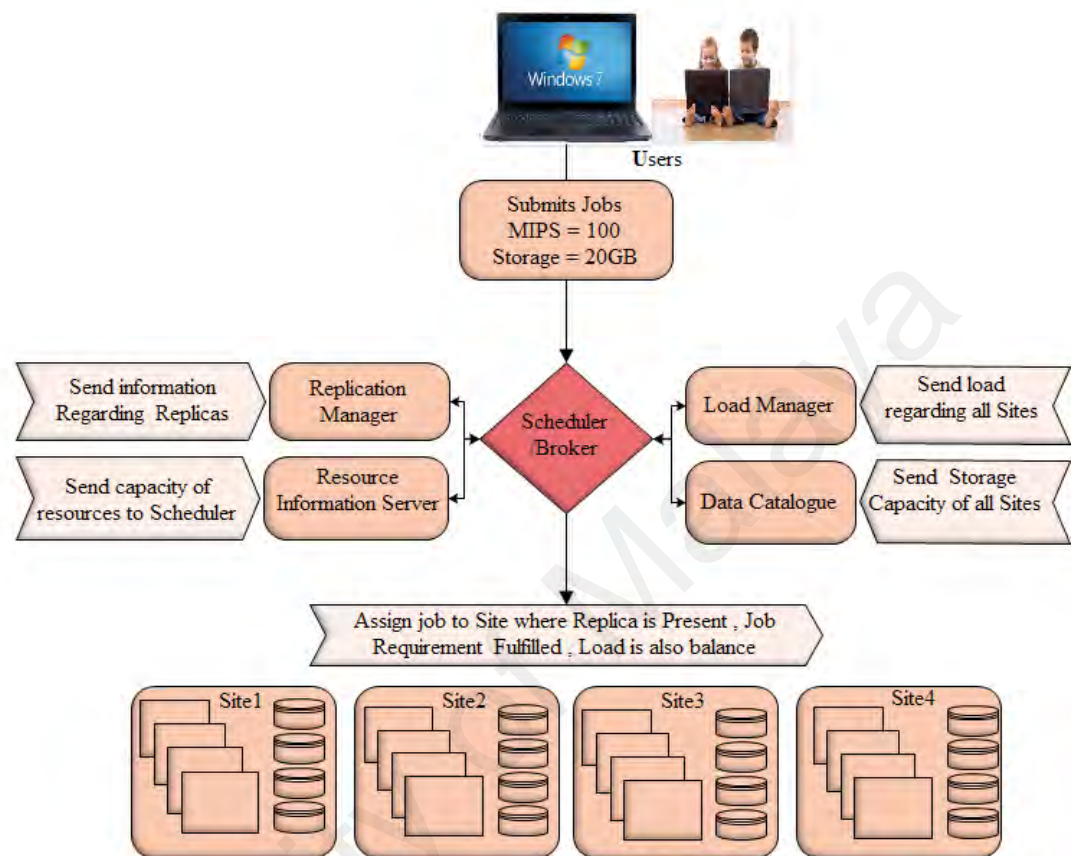 Windows 7
Users
Submits Jobs
MIPS = 100
Storage = 20GB
Send information
Regarding Replicas
Replication
Manager
Scheduler
/Broker
Load Manager
Send load
regarding all Sites
Send capacity of
resources to Scheduler
Resource
Information Server
Data Catalogue
Send Storage
Capacity of all Sites
Assign job to Site where Replica is Present , Job
Requirement Fulfilled , Load is also balance
Site1
Site2
Site3
Site4
Malaya